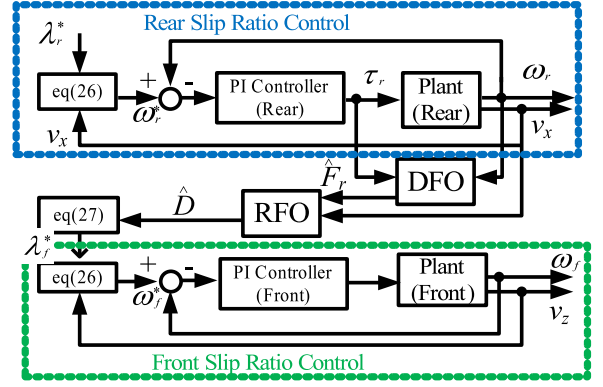 Rear Slip Ratio Control
λ*r
eq(26)
+
-
ω*r
PI Controller
(Rear)
τr
Plant
(Rear)
ωr
vx
vx
F̂r
DFO
D̂
RFO
eq(27)
λ*f
eq(26)
+
-
ω*f
PI Controller
(Front)
Plant
(Front)
ωf
vz
Front Slip Ratio Control